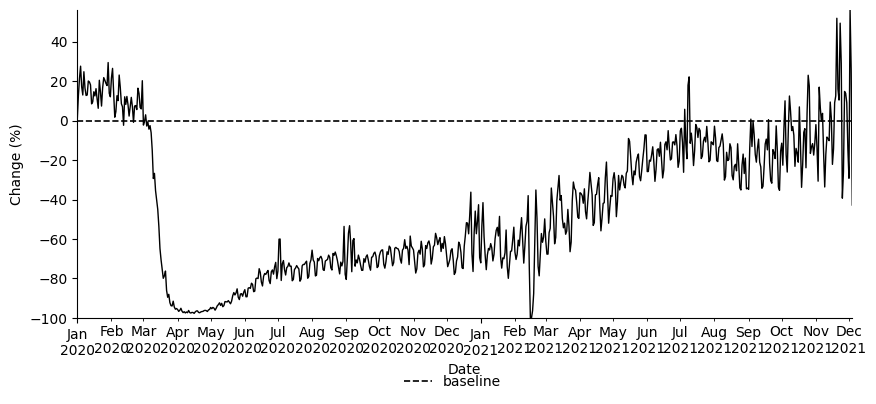 Change (%)
40
20
0
−20
−40
−60
−80
−100
Jan Feb Mar Apr May Jun Jul Aug Sep Oct Nov Dec Jan Feb Mar Apr May Jun Jul Aug Sep Oct Nov Dec
2020 2020 2020 2020 2020 2020 2020 2020 2020 2020 2020 2020 2021 2021 2021 2021 2021 2021 2021 2021 2021 2021 2021 2021
Date
baseline